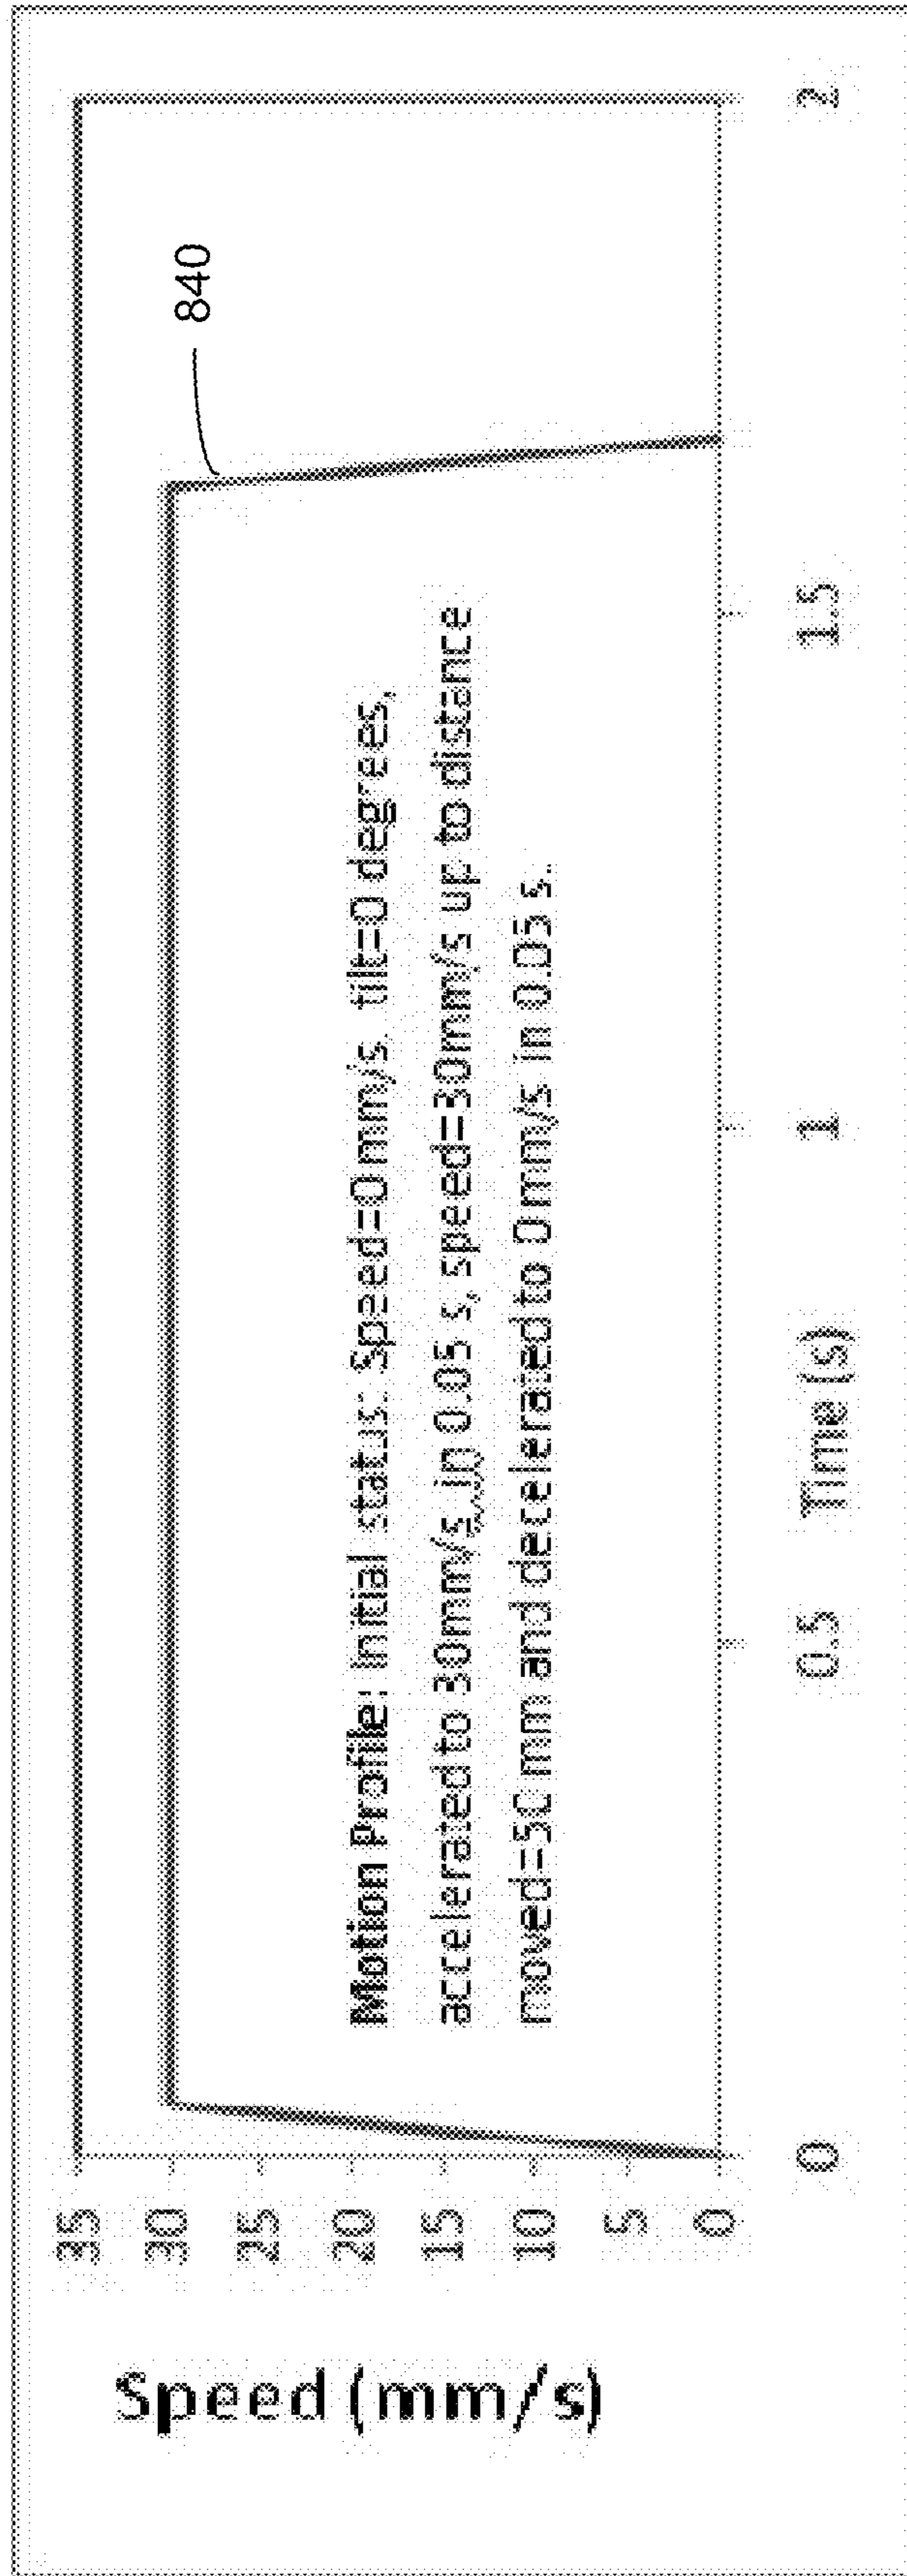 Speed (mm/s)
35
30
25
20
15
10
5
0
840
Motion Profile: Initial status: Speed=0 mm/s, tilt=0 degrees,
accelerated to 30mm/s in 0.05 s, speed=30mm/s up to distance
moved=50 mm and decelerated to 0mm/s in 0.05 s.
0
0.5
1
1.5
2
Time (s)